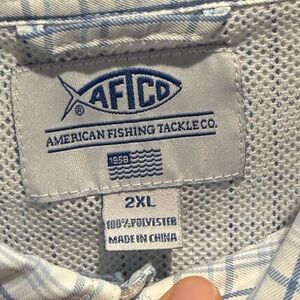 AFTCO
®
AMERICAN FISHING TACKLE CO.
1958
2XL
100% POLYESTER
MADE IN CHINA